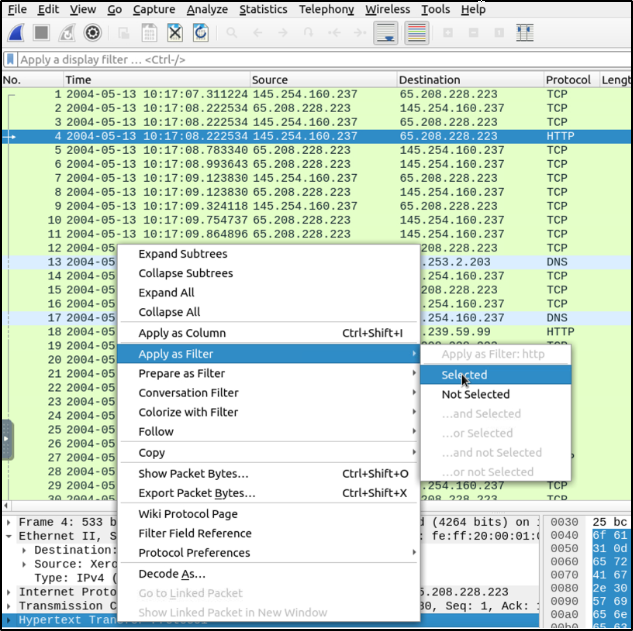 File Edit View Go Capture Analyze Statistics Telephony Wireless Tools Help
Apply a display filter … <Ctrl-/>
No. Time Source Destination Protocol Lengt
1 2004-05-13 10:17:07.311224 145.254.160.237 65.208.228.223 TCP
2 2004-05-13 10:17:08.222534 65.208.228.223 145.254.160.237 TCP
3 2004-05-13 10:17:08.222534 145.254.160.237 65.208.228.223 TCP
4 2004-05-13 10:17:08.222534 145.254.160.237 65.208.228.223 HTTP
5 2004-05-13 10:17:08.783340 65.208.228.223 145.254.160.237 TCP
6 2004-05-13 10:17:08.993643 65.208.228.223 145.254.160.237 TCP
7 2004-05-13 10:17:09.123830 145.254.160.237 65.208.228.223 TCP
8 2004-05-13 10:17:09.123830 65.208.228.223 145.254.160.237 TCP
9 2004-05-13 10:17:09.324118 145.254.160.237 65.208.228.223 TCP
10 2004-05-13 10:17:09.754737 65.208.228.223 145.254.160.237 TCP
11 2004-05-13 10:17:09.864896 65.208.228.223 145.254.160.237 TCP
12 2004-05 208.228.223 TCP
13 2004-05 .253.2.203 DNS
14 2004-05 .254.160.237 TCP
15 2004-05 208.228.223 TCP
16 2004-05 .254.160.237 TCP
17 2004-05 .254.160.237 DNS
18 2004-05 .239.59.99 HTTP
19 2004-05
20 2004-05
21 2004-05
22 2004-05
23 2004-05
24 2004-05
25 2004-05
26 2004-05
27 2004-05
28 2004-05
29 2004-05 .254.160.237 TCP
30 2004-05 208.228.223 TCP
Expand Subtrees
Collapse Subtrees
Expand All
Collapse All
Apply as Column Ctrl+Shift+I
Apply as Filter
Prepare as Filter
Conversation Filter
Colorize with Filter
Follow
Copy
Show Packet Bytes… Ctrl+Shift+O
Export Packet Bytes… Ctrl+Shift+X
Wiki Protocol Page
Filter Field Reference
Protocol Preferences
Decode As…
Go to Linked Packet
Show Linked Packet in New Window
Apply as Filter: http
Selected
Not Selected
…and Selected
…or Selected
…and not Selected
…or not Selected
Frame 4: 533 b d (4264 bits) on
Ethernet II, S : fe:ff:20:00:01:
Destination:
Source: Xero
Type: IPv4 (
Internet Proto 5.208.228.223
Transmission C 80, Seq: 1, Ack:
Hypertext Trans
0030 25 bc
0040 6f 61
0050 31 0d
0060 65 72
0070 41 67
0080 2e 30
0090 57 69
00a0 65 6e
00b0 65 63